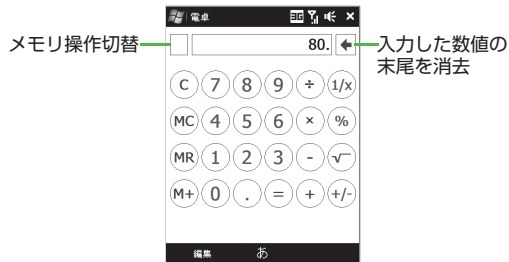 電卓
メモリ操作切替
80.
入力した数値の
末尾を消去
C 7 8 9 ÷ 1/x
MC 4 5 6 × %
MR 1 2 3 - √
M+ 0 . = + +/-
編集 あ